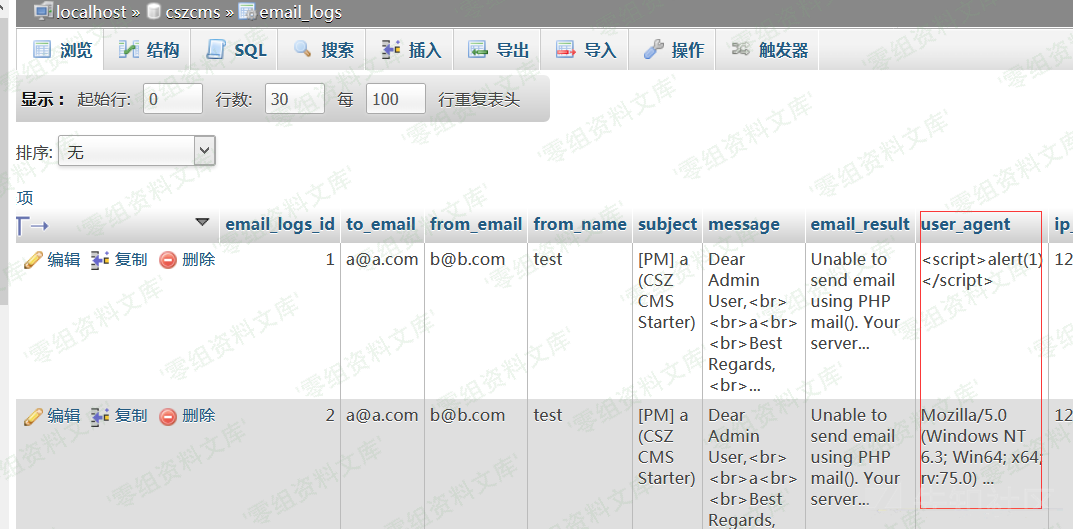 localhost » cszcms » email_logs
浏览 结构 SQL 搜索 插入 导出 导入 操作 触发器
显示： 起始行: 0 行数: 30 每 100 行重复表头
排序: 无
项
email_logs_id to_email from_email from_name subject message email_result user_agent ip_
编辑 复制 删除 1 a@a.com b@b.com test [PM] a Dear Unable to <script>alert(1) 12
(CSZ Admin send email </script>
CMS User,<br> using PHP
Starter) <br>a<br> mail(). Your
<br>Best server...
Regards,
<br>...
编辑 复制 删除 2 a@a.com b@b.com test [PM] a Dear Unable to Mozilla/5.0 12
(CSZ Admin send email (Windows NT
CMS User,<br> using PHP 6.3; Win64; x64;
Starter) <br>a<br> mail(). Your rv:75.0) ...
<br>Best server...
Regards,
'零组资料文库'